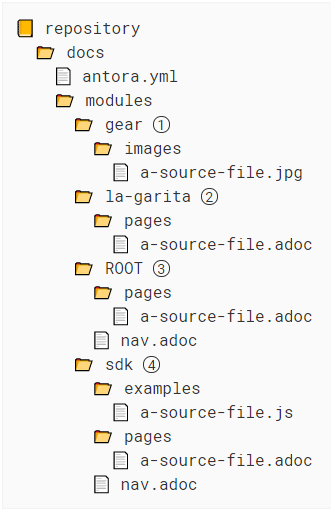 repository
docs
antora.yml
modules
gear ①
images
a-source-file.jpg
la-garita ②
pages
a-source-file.adoc
ROOT ③
pages
a-source-file.adoc
nav.adoc
sdk ④
examples
a-source-file.js
pages
a-source-file.adoc
nav.adoc